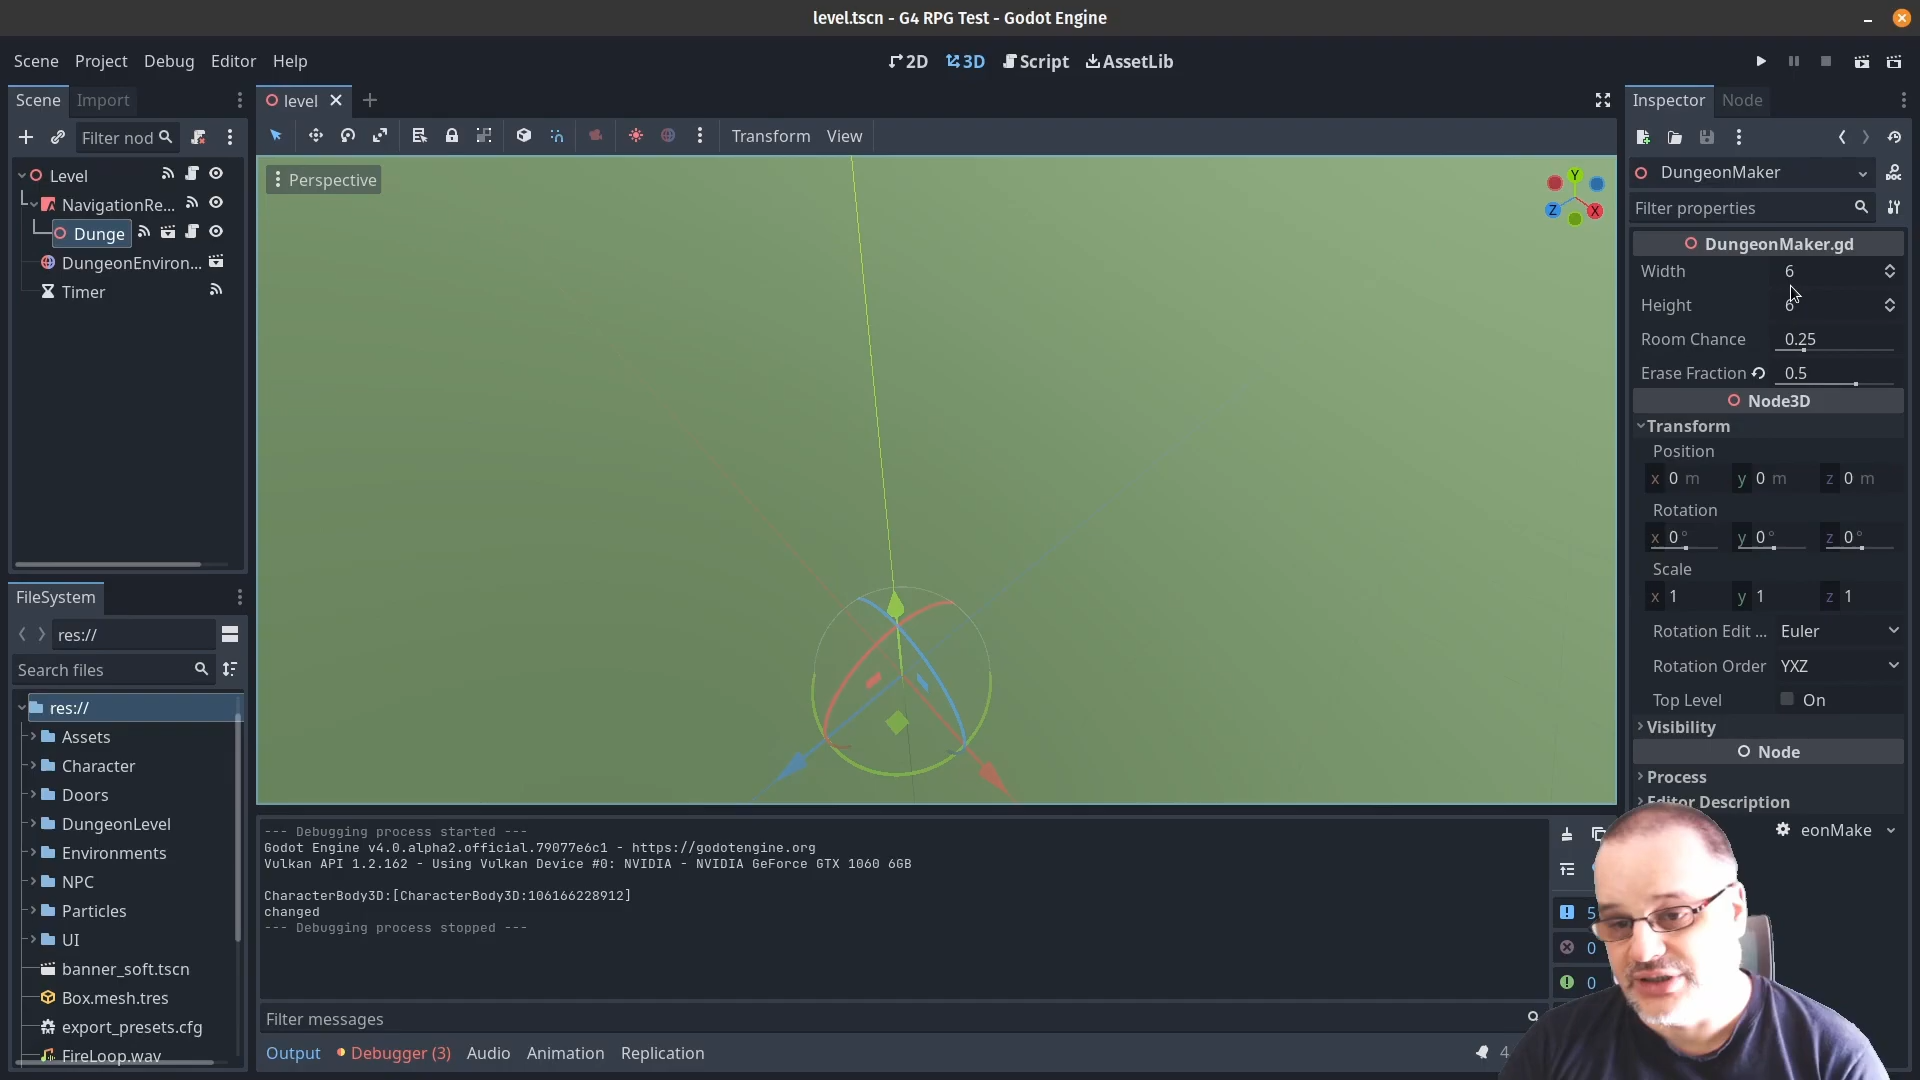 level.tscn - G4 RPG Test - Godot Engine
Scene Project Debug Editor Help
2D 3D Script AssetLib
Scene Import
Filter nod
Level
NavigationRe...
Dunge
DungeonEnviron...
Timer
FileSystem
res://
Search files
res://
Assets
Character
Doors
DungeonLevel
Environments
NPC
Particles
UI
banner_soft.tscn
Box.mesh.tres
export_presets.cfg
FireLoop.wav
level
Transform View
Perspective
Y
Z
X
--- Debugging process started ---
Godot Engine v4.0.alpha2.official.79077e6c1 - https://godotengine.org
Vulkan API 1.2.162 - Using Vulkan Device #0: NVIDIA - NVIDIA GeForce GTX 1060 6GB
CharacterBody3D:[CharacterBody3D:106166228912]
changed
--- Debugging process stopped ---
5
0
0
Filter messages
Output Debugger (3) Audio Animation Replication
4
Inspector Node
DungeonMaker
Filter properties
DungeonMaker.gd
Width 6
Height 6
Room Chance 0.25
Erase Fraction 0.5
Node3D
Transform
Position
x 0 m y 0 m z 0 m
Rotation
x 0 ° y 0 ° z 0 °
Scale
x 1 y 1 z 1
Rotation Edit ... Euler
Rotation Order YXZ
Top Level On
Visibility
Node
Process
Editor Description
eonMake